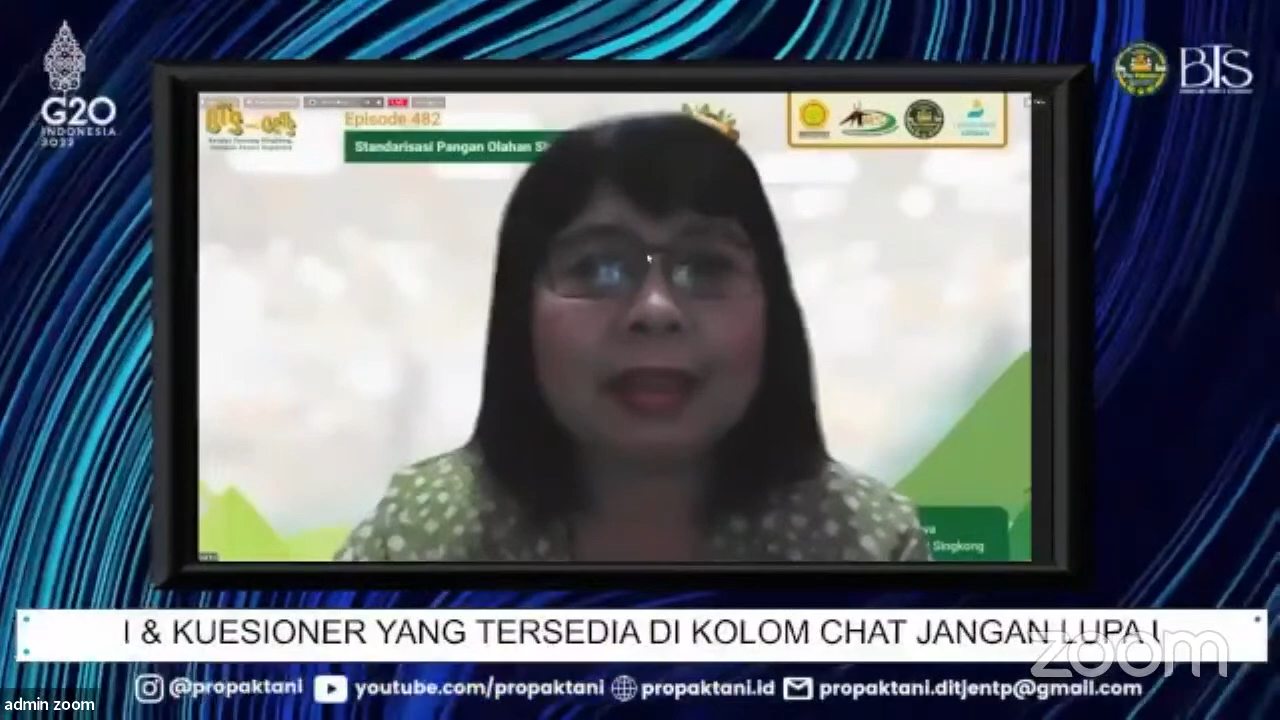 G20
INDONESIA
2022
BTS
LIVE
Episode 482
Standarisasi Pangan Olahan
Singkong
I & KUESIONER YANG TERSEDIA DI KOLOM CHAT JANGAN LUPA
zoom
@propaktani
youtube.com/propaktani
propaktani.id
propaktani.ditjentp@gmail.com
admin zoom